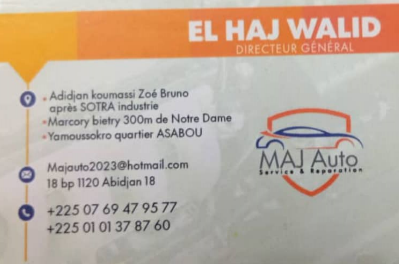 EL HAJ WALID
DIRECTEUR GÉNÉRAL
Adidjan koumassi Zoé Bruno
après SOTRA industrie
Marcory bietry 300m de Notre Dame
Yamoussokro quartier ASABOU
MAJ Auto
Service & Reparation
Majauto2023@hotmail.com
18 bp 1120 Abidjan 18
+225 07 69 47 95 77
+225 01 01 37 87 60